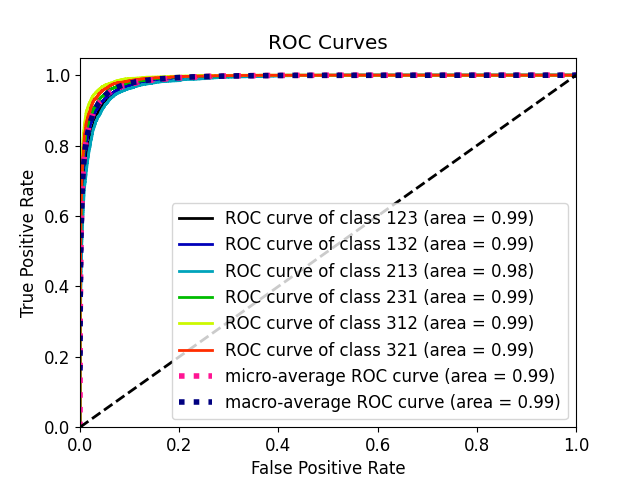 ROC Curves
1.0
0.8
0.6
0.4
0.2
0.0
True Positive Rate
ROC curve of class 123 (area = 0.99)
ROC curve of class 132 (area = 0.99)
ROC curve of class 213 (area = 0.98)
ROC curve of class 231 (area = 0.99)
ROC curve of class 312 (area = 0.99)
ROC curve of class 321 (area = 0.99)
micro-average ROC curve (area = 0.99)
macro-average ROC curve (area = 0.99)
0.0 0.2 0.4 0.6 0.8 1.0
False Positive Rate